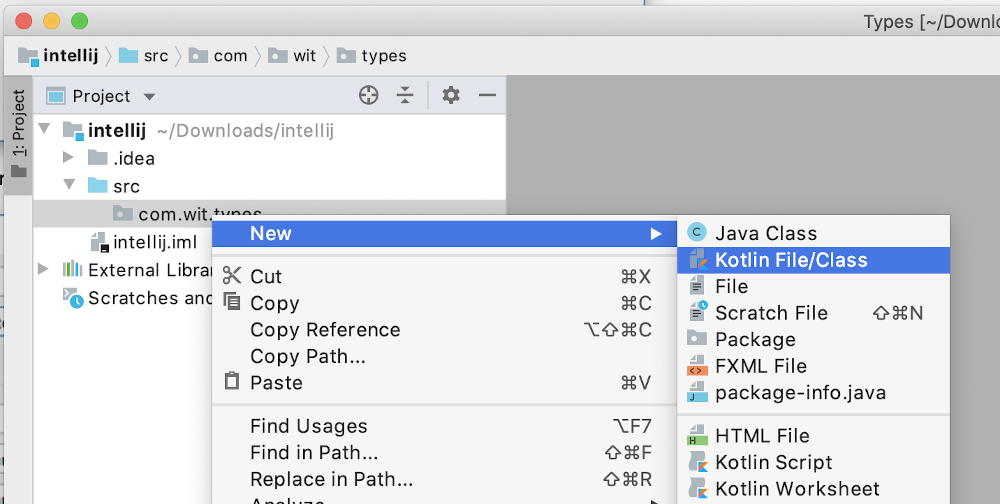 Types [~/Downlo
intellij src com wit types
1: Project
Project
intellij ~/Downloads/intellij
.idea
src
com.wit.types
intellij.iml
External Librar
Scratches and
New
Cut ⌘X
Copy ⌘C
Copy Reference ⌥⇧⌘C
Copy Path...
Paste ⌘V
Find Usages ⌥F7
Find in Path... ⇧⌘F
Replace in Path... ⇧⌘R
Analyze
Java Class
Kotlin File/Class
File
Scratch File ⇧⌘N
Package
FXML File
package-info.java
HTML File
Kotlin Script
Kotlin Worksheet